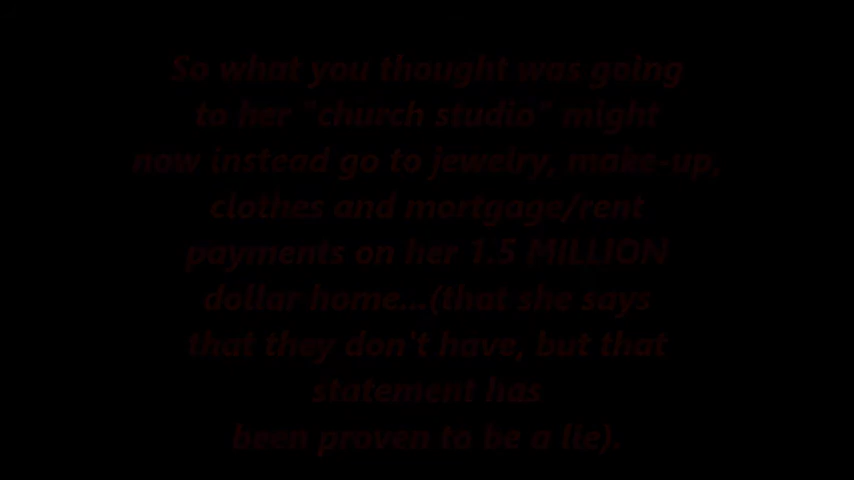 So what you thought was going
to her "church studio" might
now instead go to jewelry, make-up,
clothes and mortgage/rent
payments on her 1.5 MILLION
dollar home...(that she says
that they don't have, but that
statement has
been proven to be a lie).